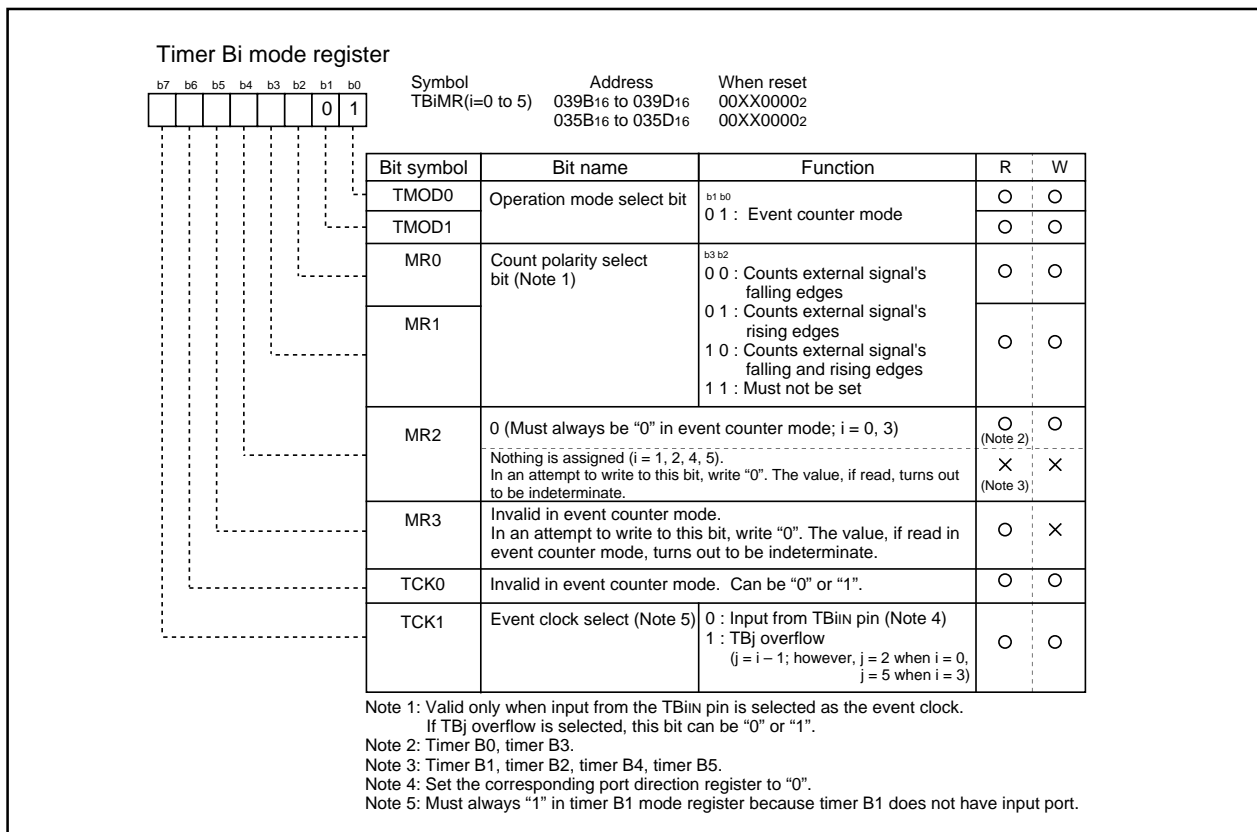 Timer Bi mode register
b7 b6 b5 b4 b3 b2 b1 b0
0 1
Symbol Address When reset
TBiMR(i=0 to 5) 039B16 to 039D16 00XX00002
035B16 to 035D16 00XX00002
Bit symbol Bit name Function R W
TMOD0 Operation mode select bit b1 b0
0 1 : Event counter mode
TMOD1
MR0 Count polarity select
bit (Note 1)
b3 b2
0 0 : Counts external signal's
falling edges
0 1 : Counts external signal's
rising edges
1 0 : Counts external signal's
falling and rising edges
1 1 : Must not be set
MR1
MR2 0 (Must always be “0” in event counter mode; i = 0, 3)
(Note 2)
Nothing is assigned (i = 1, 2, 4, 5).
In an attempt to write to this bit, write “0”. The value, if read, turns out
to be indeterminate.
(Note 3)
MR3 Invalid in event counter mode.
In an attempt to write to this bit, write “0”. The value, if read in
event counter mode, turns out to be indeterminate.
TCK0 Invalid in event counter mode. Can be “0” or “1”.
TCK1 Event clock select (Note 5) 0 : Input from TBiIN pin (Note 4)
1 : TBj overflow
(j = i – 1; however, j = 2 when i = 0,
j = 5 when i = 3)
Note 1: Valid only when input from the TBiIN pin is selected as the event clock.
If TBj overflow is selected, this bit can be “0” or “1”.
Note 2: Timer B0, timer B3.
Note 3: Timer B1, timer B2, timer B4, timer B5.
Note 4: Set the corresponding port direction register to “0”.
Note 5: Must always “1” in timer B1 mode register because timer B1 does not have input port.